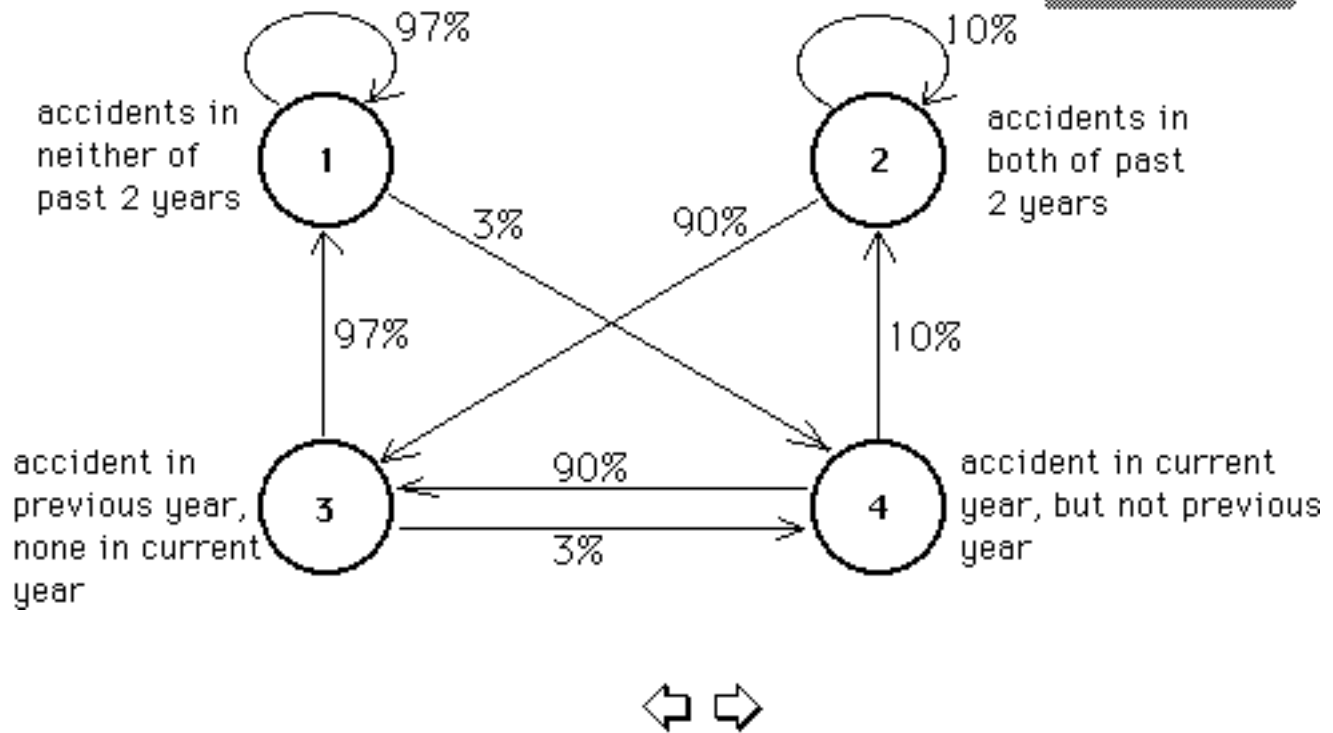 97%
10%
accidents in
neither of
past 2 years
1
2
accidents in
both of past
2 years
3%
90%
97%
10%
accident in
previous year,
none in current
year
3
90%
3%
4
accident in current
year, but not previous
year